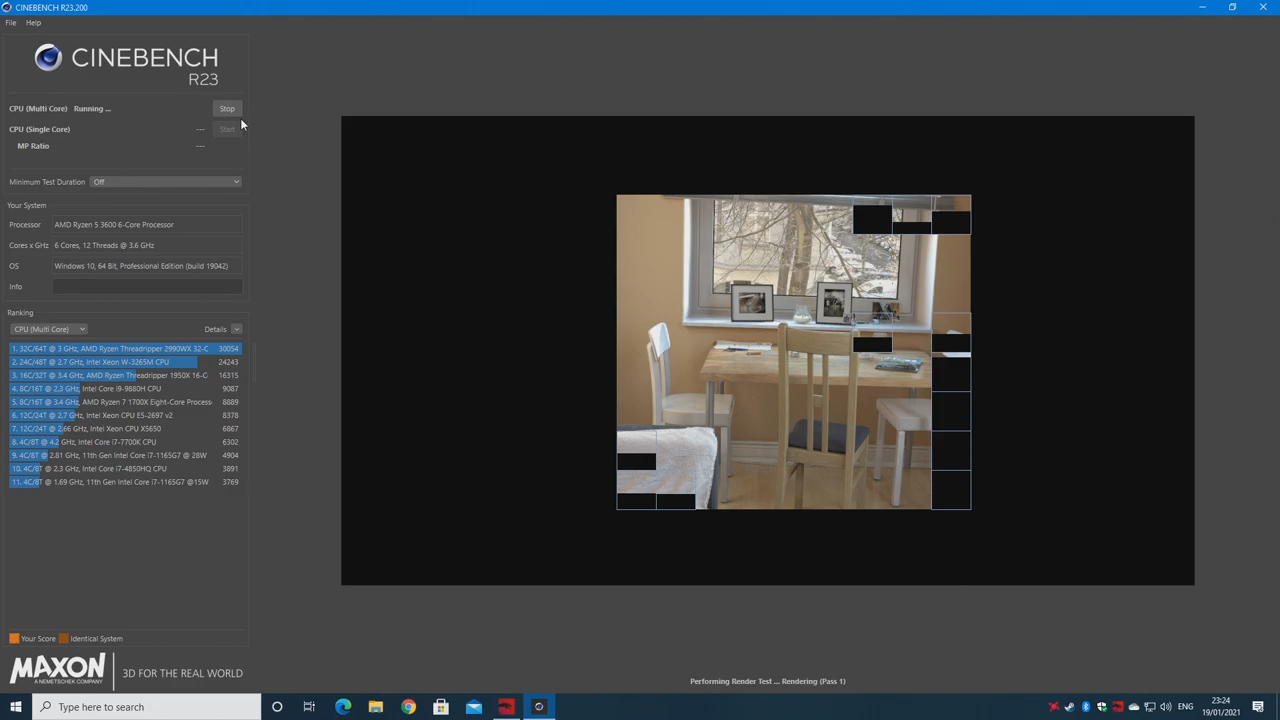 CINEBENCH R23.200
File Help
CINEBENCH
R23
CPU (Multi Core) Running ... Stop
CPU (Single Core) --- Start
MP Ratio ---
Minimum Test Duration Off
Your System
Processor AMD Ryzen 5 3600 6-Core Processor
Cores x GHz 6 Cores, 12 Threads @ 3.6 GHz
OS Windows 10, 64 Bit, Professional Edition (build 19042)
Info
Ranking
CPU (Multi Core) Details
1. 32C/64T @ 3 GHz, AMD Ryzen Threadripper 2990WX 32-C 30054
2. 24C/48T @ 2.7 GHz, Intel Xeon W-3265M CPU 24243
3. 16C/32T @ 3.4 GHz, AMD Ryzen Threadripper 1950X 16-C 16315
4. 8C/16T @ 2.3 GHz, Intel Core i9-9880H CPU 9087
5. 8C/16T @ 3.4 GHz, AMD Ryzen 7 1700X Eight-Core Process 8889
6. 12C/24T @ 2.7 GHz, Intel Xeon CPU E5-2697 v2 8378
7. 12C/24T @ 2.66 GHz, Intel Xeon CPU X5650 6867
8. 4C/8T @ 4.2 GHz, Intel Core i7-7700K CPU 6302
9. 4C/8T @ 2.81 GHz, 11th Gen Intel Core i7-1165G7 @ 28W 4904
10. 4C/8T @ 2.3 GHz, Intel Core i7-4850HQ CPU 3891
11. 4C/8T @ 1.69 GHz, 11th Gen Intel Core i7-1165G7 @15W 3769
Your Score Identical System
MAXON
A NEMETSCHEK COMPANY
3D FOR THE REAL WORLD
Performing Render Test ... Rendering (Pass 1)
Type here to search
ENG
23:24
19/01/2021